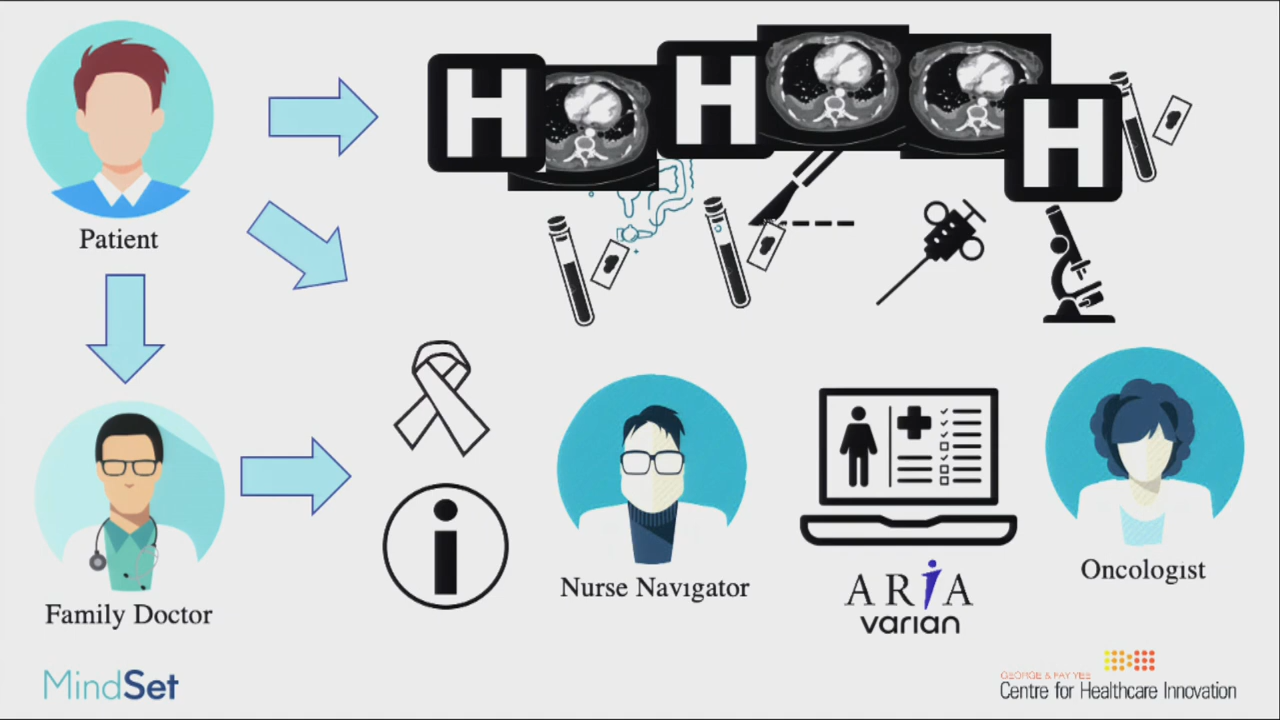 H
H
H
Patient
Family Doctor
i
Nurse Navigator
ARiA
varian
Oncologist
MindSet
GEORGE & FAY YEE
Centre for Healthcare Innovation